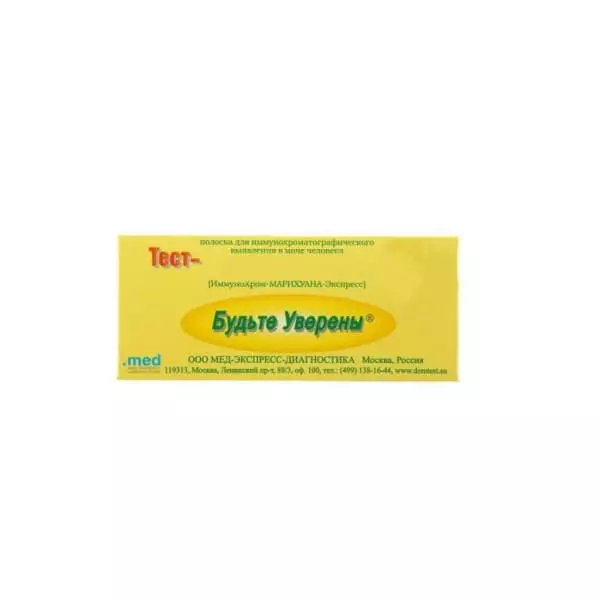 Тест-
полоска для иммунохроматографического
выявления в моче человека
(Иммунохром-МАРИХУАНА-Экспресс)
Будьте Уверены®
.med
ООО МЕД-ЭКСПРЕСС-ДИАГНОСТИКА Москва, Россия
119313, Москва, Ленинский пр-т, 88/3, оф. 100, тел.: (499) 138-16-44, www.domtest.su